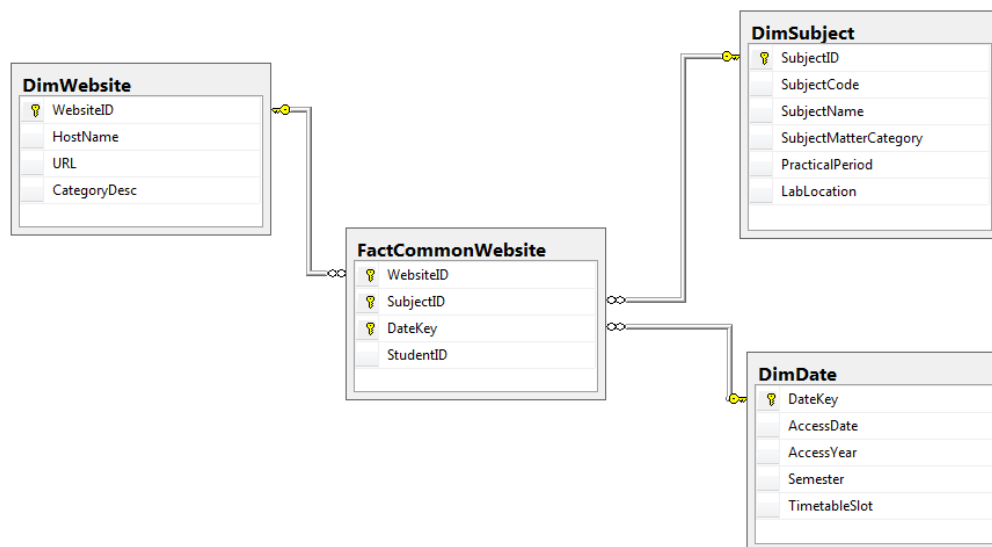 DimWebsite
WebsiteID
HostName
URL
CategoryDesc
FactCommonWebsite
WebsiteID
SubjectID
DateKey
StudentID
DimSubject
SubjectID
SubjectCode
SubjectName
SubjectMatterCategory
PracticalPeriod
LabLocation
DimDate
DateKey
AccessDate
AccessYear
Semester
TimetableSlot